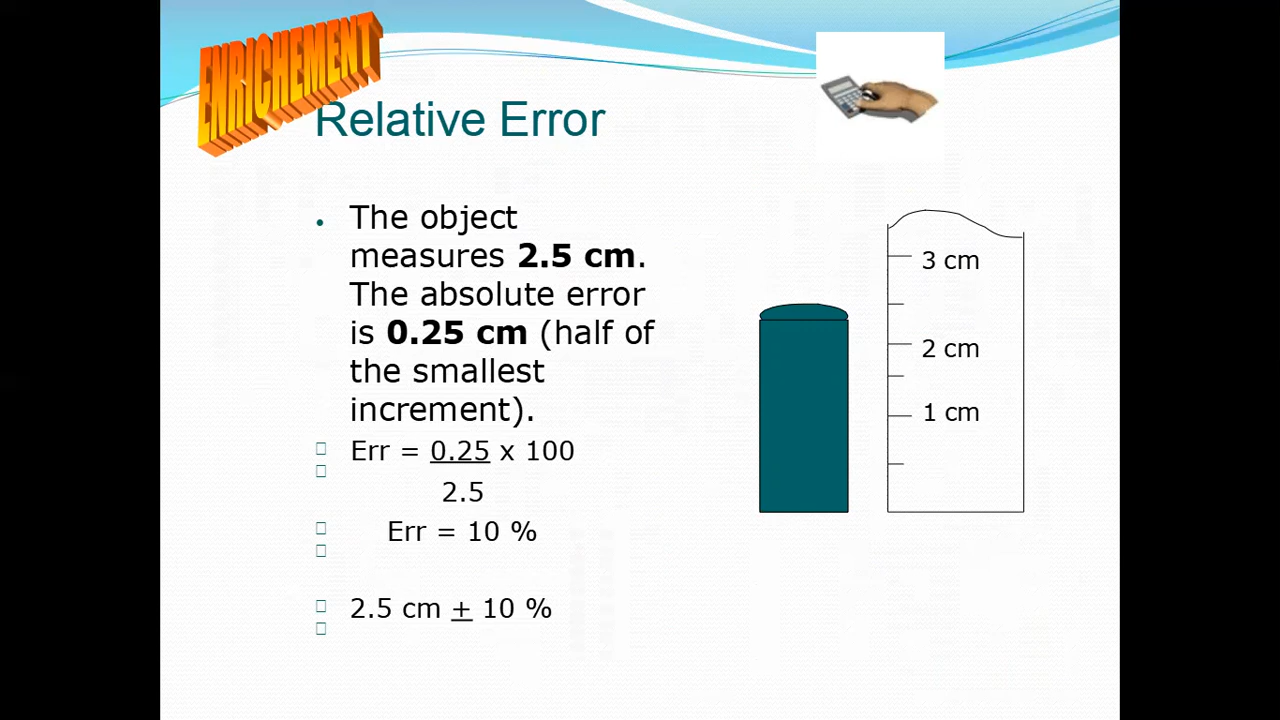 ENRICHEMENT
Relative Error
• The object
measures 2.5 cm.
The absolute error
is 0.25 cm (half of
the smallest
increment).
Err = 0.25 x 100
2.5
Err = 10 %
2.5 cm ± 10 %
3 cm
2 cm
1 cm